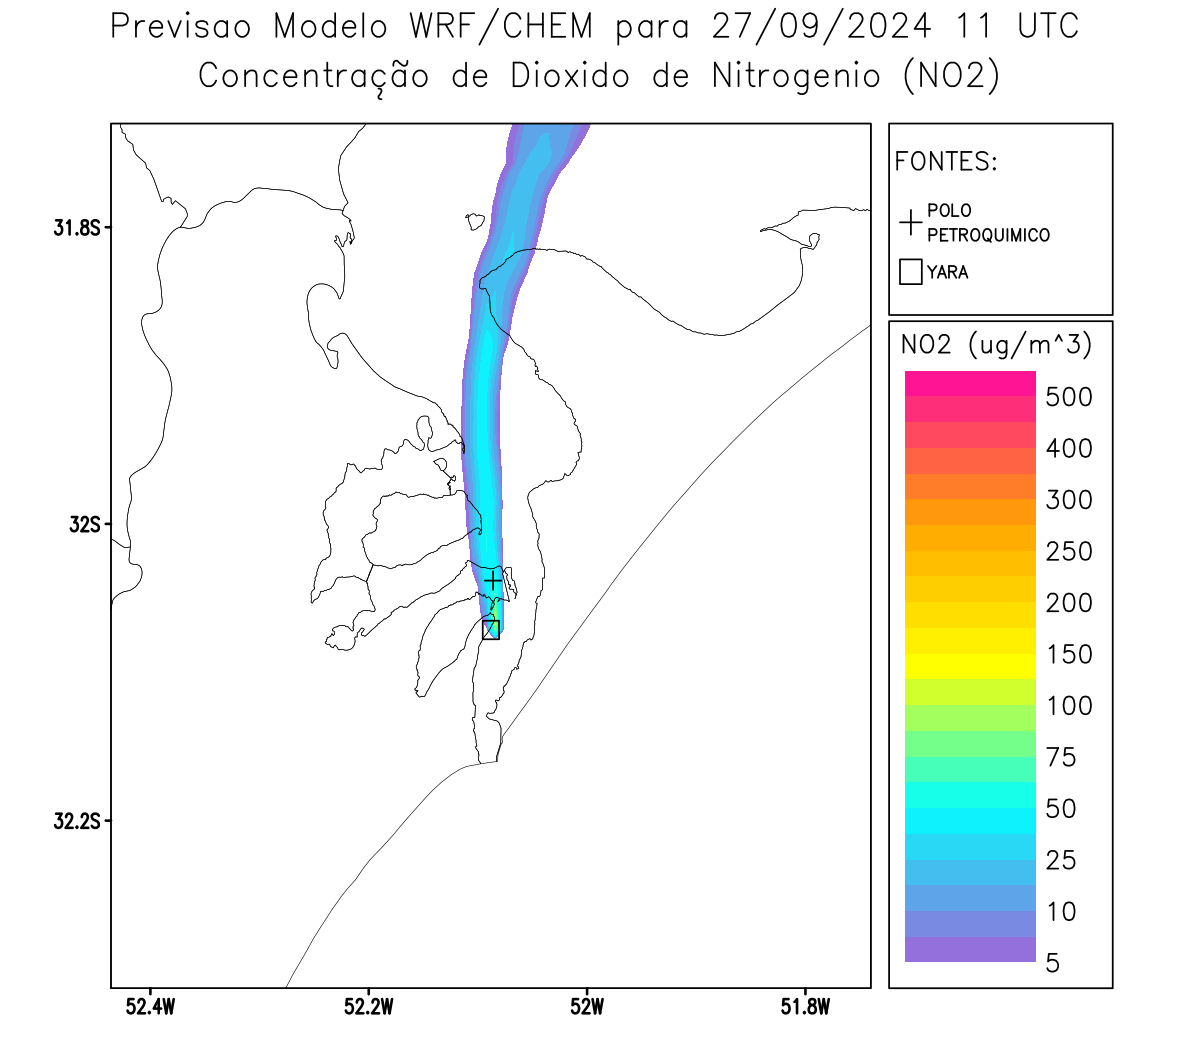 Previsao Modelo WRF/CHEM para 27/09/2024 11 UTC
Concentração de Dioxido de Nitrogenio (NO2)
FONTES:
POLO
PETROQUIMICO
YARA
31.8S
32S
32.2S
52.4W
52.2W
52W
51.8W
NO2 (ug/m^3)
500
400
300
250
200
150
100
75
50
25
10
5